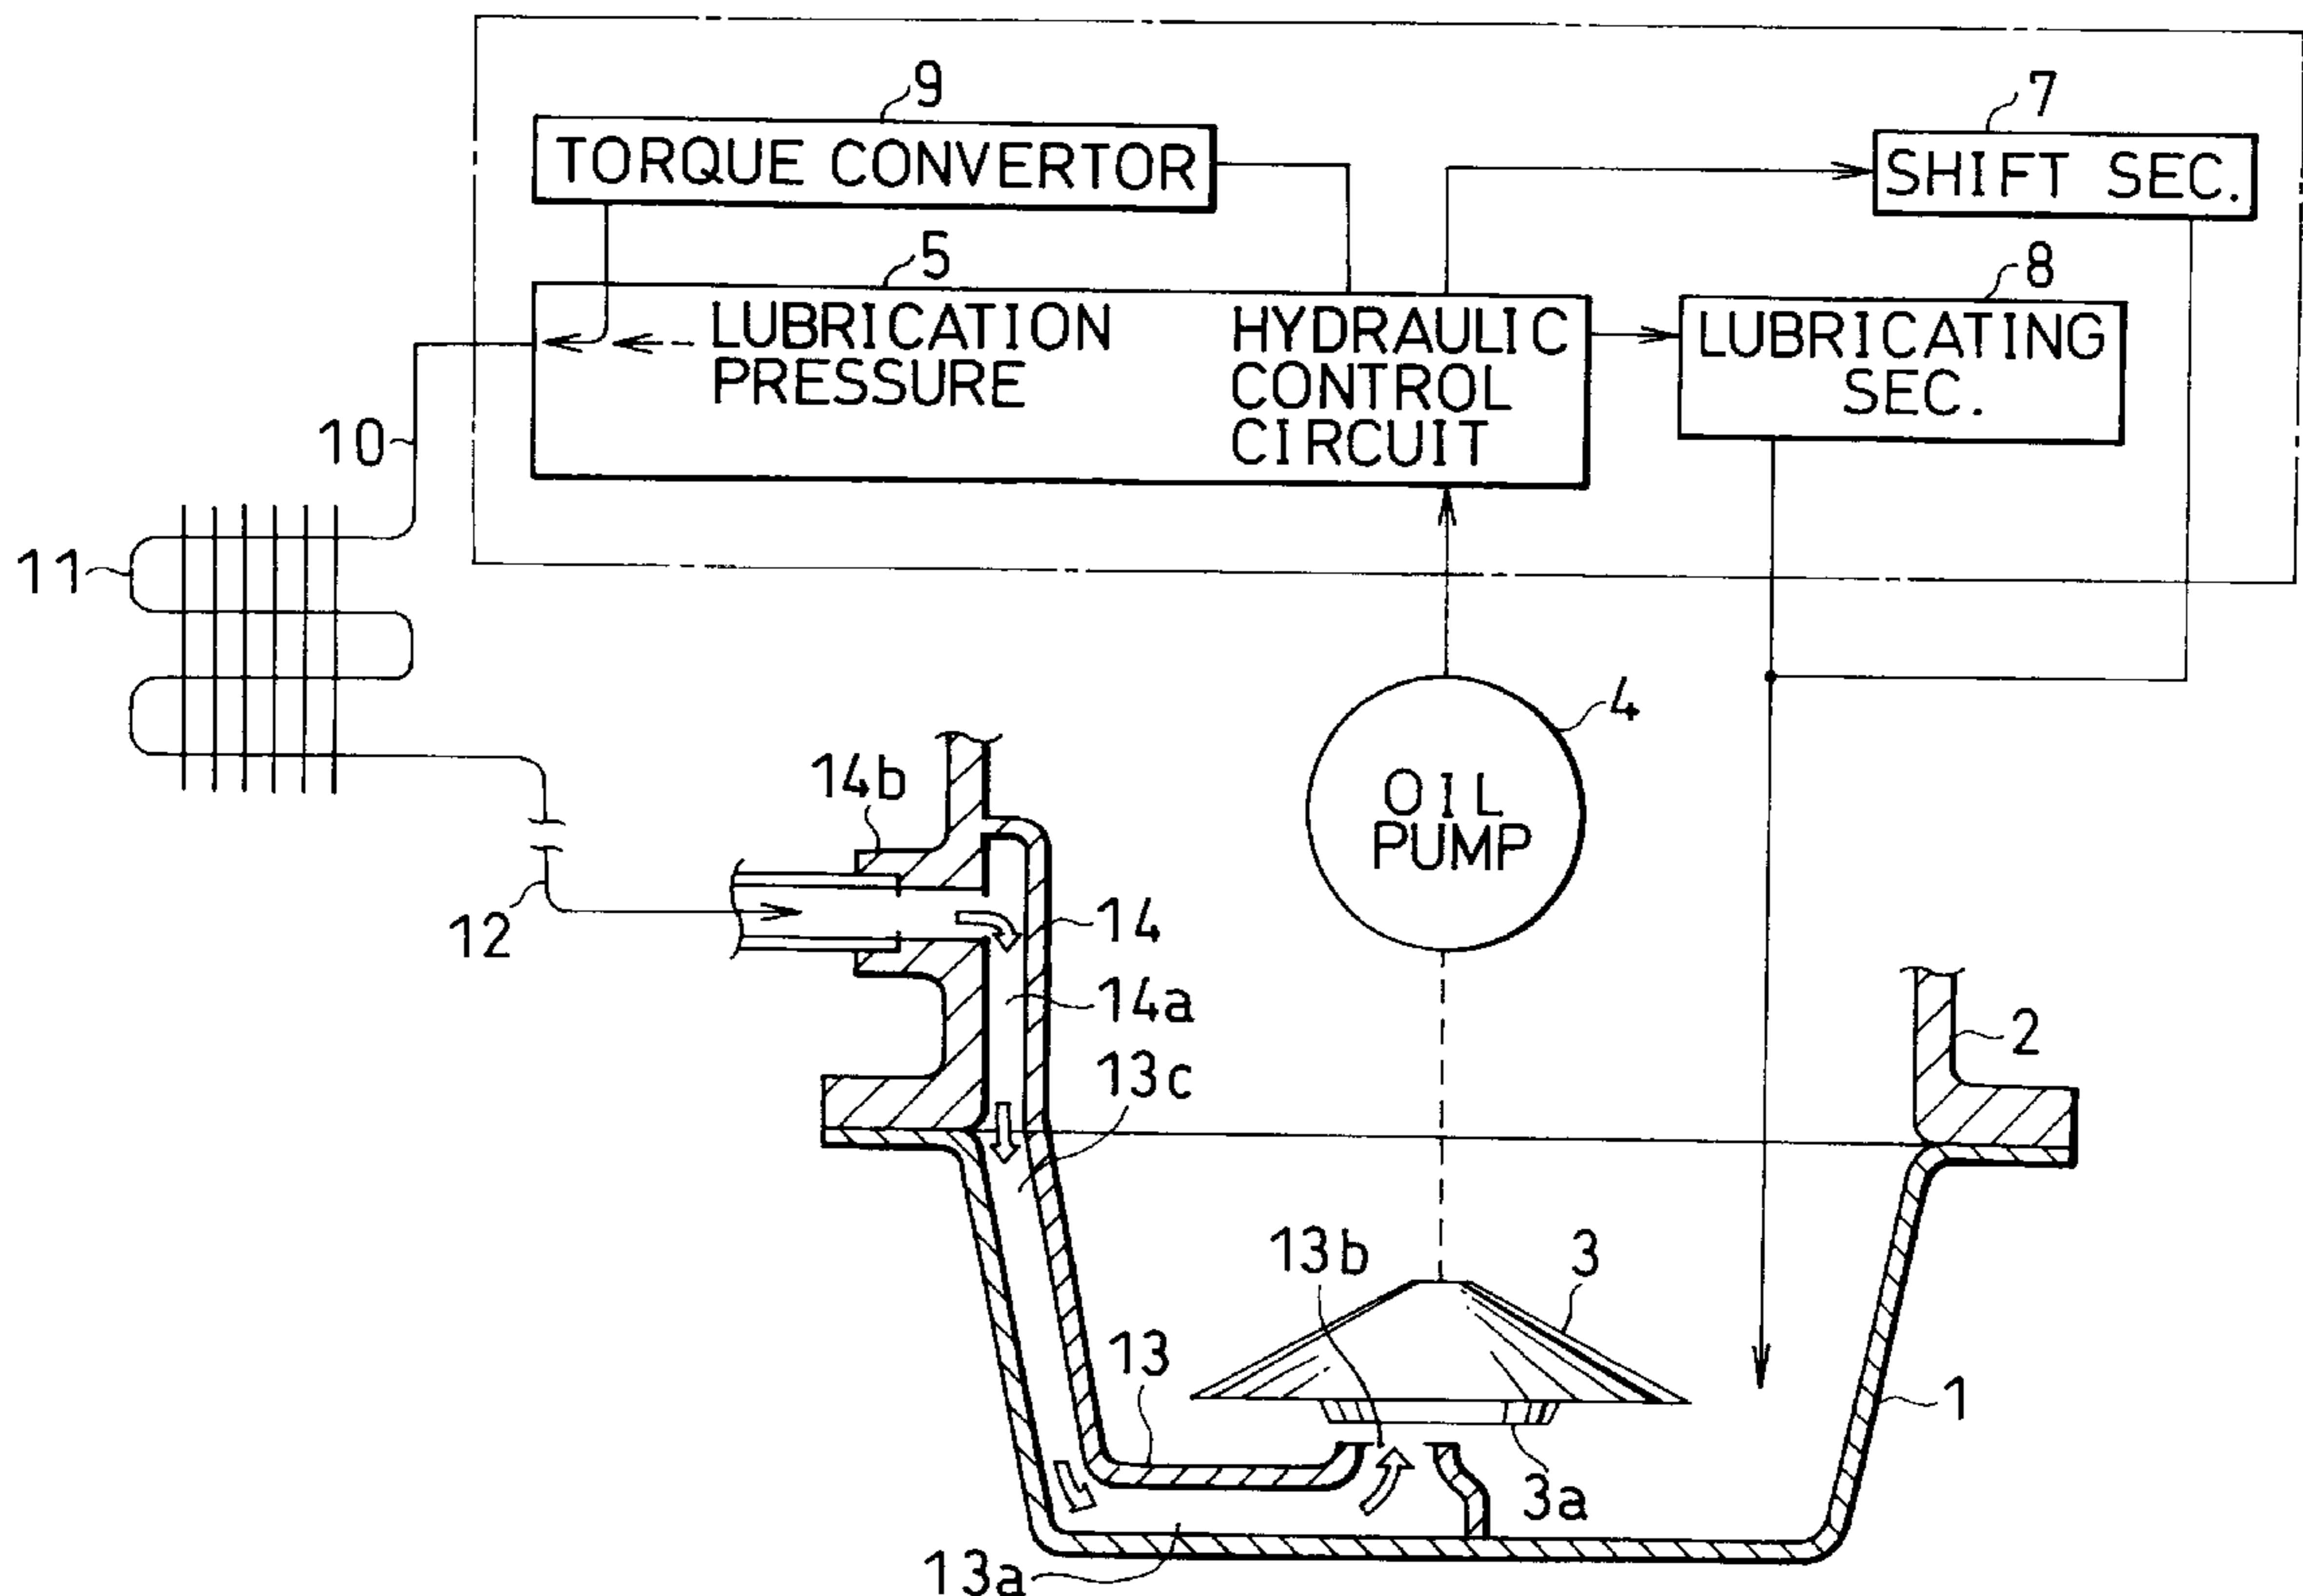 9
7
TORQUE CONVERTOR
SHIFT SEC.
5
8
LUBRICATION
PRESSURE
HYDRAULIC
CONTROL
CIRCUIT
LUBRICATING
SEC.
10
11
4
14b
OIL
PUMP
12
14
14a
2
13c
13b
3
13
1
3a
13a